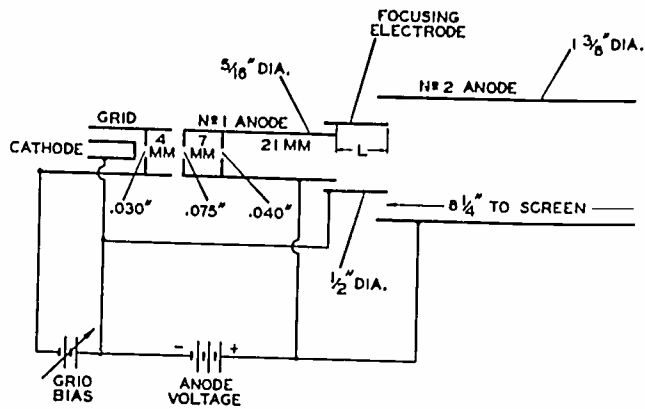 FOCUSING
ELECTRODE
1 3/8" DIA.
5/16" DIA.
Nº 2 ANODE
GRID
Nº 1 ANODE
CATHODE
4
MM
7
MM
21 MM
L
.030"
.075"
.040"
8 1/4" TO SCREEN
1/2" DIA.
-
+
GRID
BIAS
ANODE
VOLTAGE